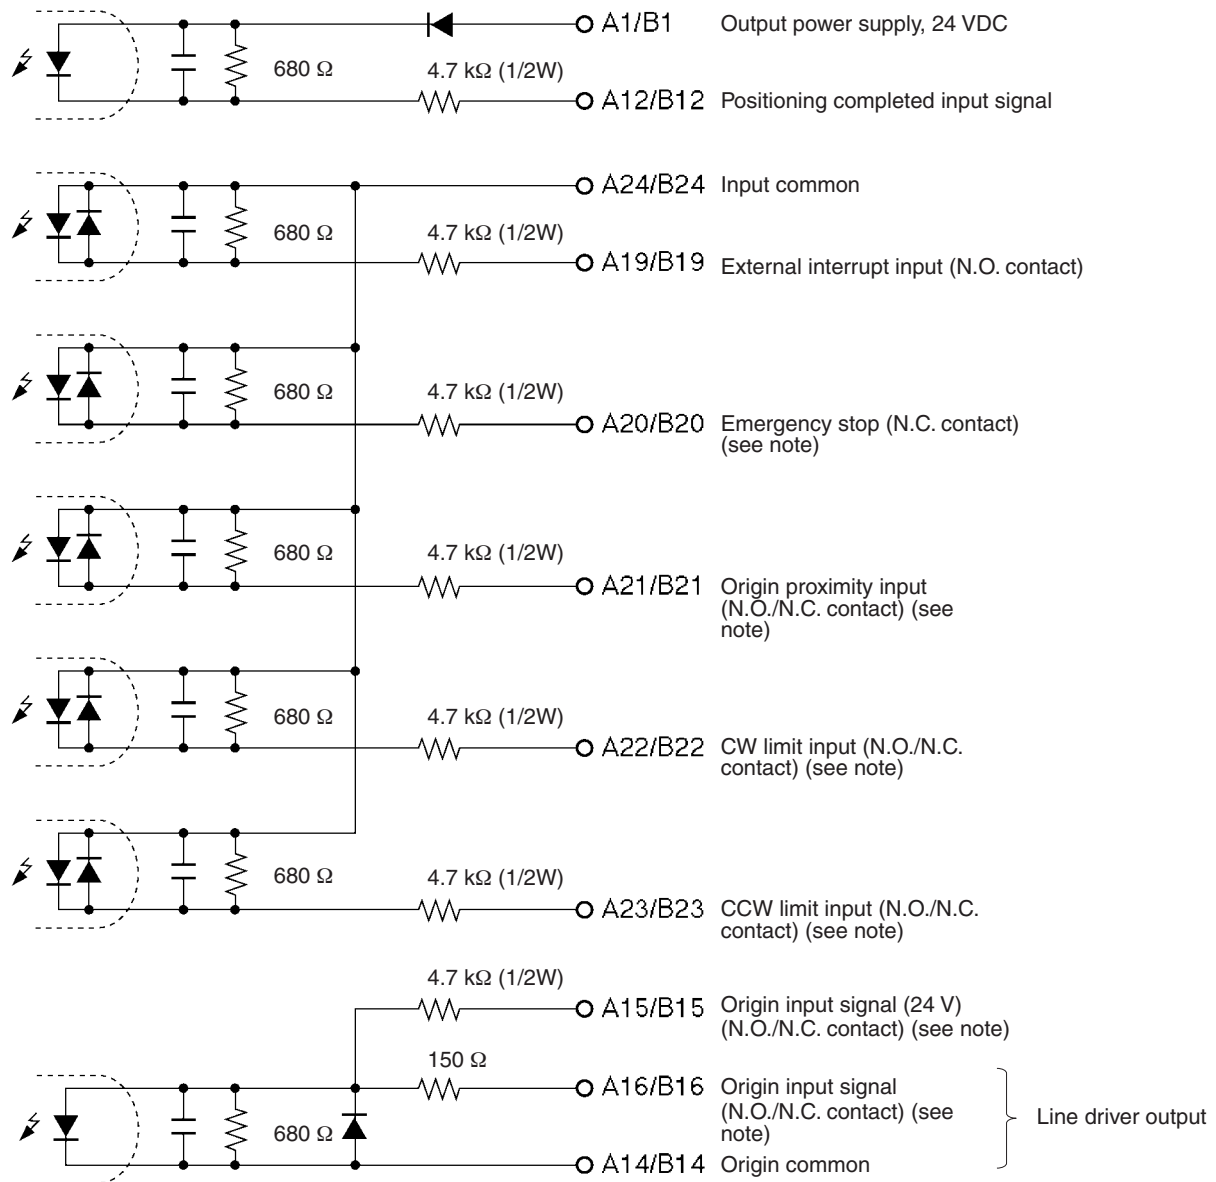 A1/B1 Output power supply, 24 VDC
680 Ω 4.7 kΩ (1/2W)
A12/B12 Positioning completed input signal
A24/B24 Input common
680 Ω 4.7 kΩ (1/2W)
A19/B19 External interrupt input (N.O. contact)
680 Ω 4.7 kΩ (1/2W)
A20/B20 Emergency stop (N.C. contact)
(see note)
680 Ω 4.7 kΩ (1/2W)
A21/B21 Origin proximity input
(N.O./N.C. contact) (see
note)
680 Ω 4.7 kΩ (1/2W)
A22/B22 CW limit input (N.O./N.C.
contact) (see note)
680 Ω 4.7 kΩ (1/2W)
A23/B23 CCW limit input (N.O./N.C.
contact) (see note)
4.7 kΩ (1/2W)
A15/B15 Origin input signal (24 V)
(N.O./N.C. contact) (see note)
150 Ω
A16/B16 Origin input signal
(N.O./N.C. contact) (see
note)
Line driver output
680 Ω
A14/B14 Origin common